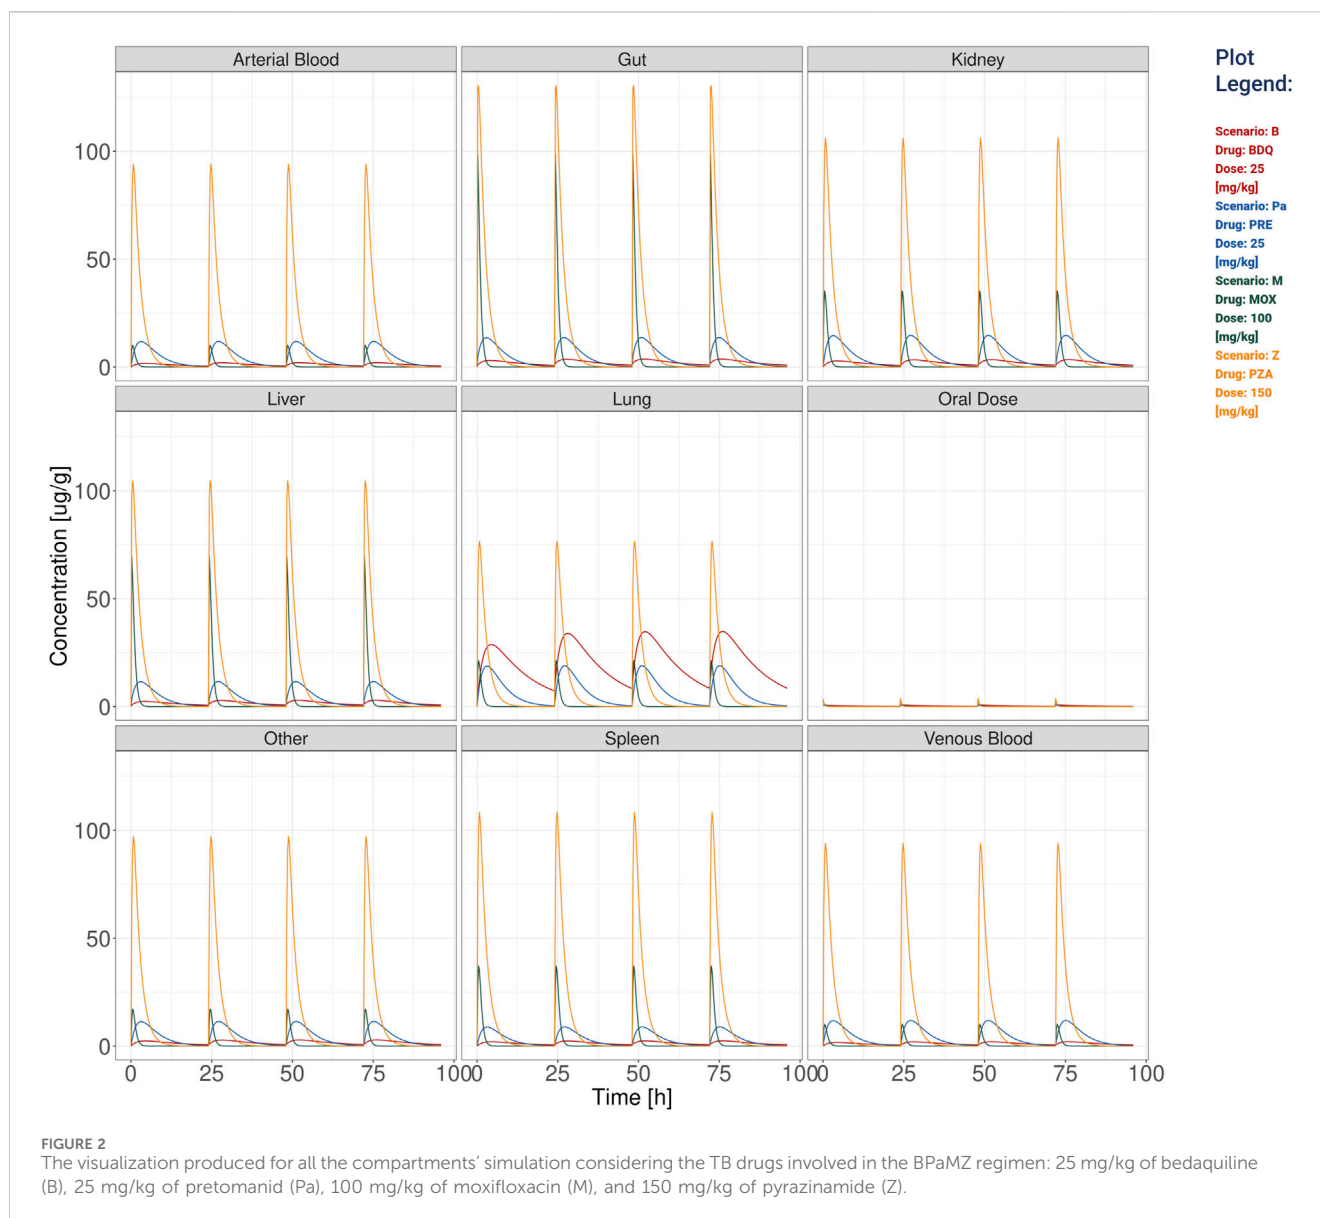 Arterial Blood
Gut
Kidney
Plot
Legend:
Scenario: B
Drug: BDQ
Dose: 25
[mg/kg]
Scenario: Pa
Drug: PRE
Dose: 25
[mg/kg]
Scenario: M
Drug: MOX
Dose: 100
[mg/kg]
Scenario: Z
Drug: PZA
Dose: 150
[mg/kg]
100
50
0
Liver
Lung
Oral Dose
Concentration [ug/g]
100
50
0
Other
Spleen
Venous Blood
100
50
0
0 25 50 75 100
0 25 50 75 100
0 25 50 75 100
Time [h]
FIGURE 2
The visualization produced for all the compartments’ simulation considering the TB drugs involved in the BPaMZ regimen: 25 mg/kg of bedaquiline
(B), 25 mg/kg of pretomanid (Pa), 100 mg/kg of moxifloxacin (M), and 150 mg/kg of pyrazinamide (Z).